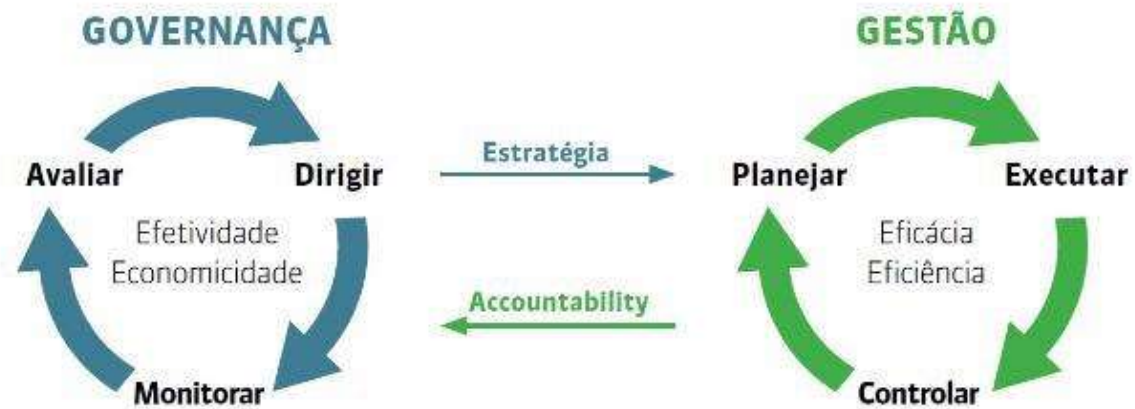 GOVERNANÇA
Avaliar
Dirigir
Efetividade
Economicidade
Monitorar
Estratégia
Accountability
GESTÃO
Planejar
Executar
Eficácia
Eficiência
Controlar